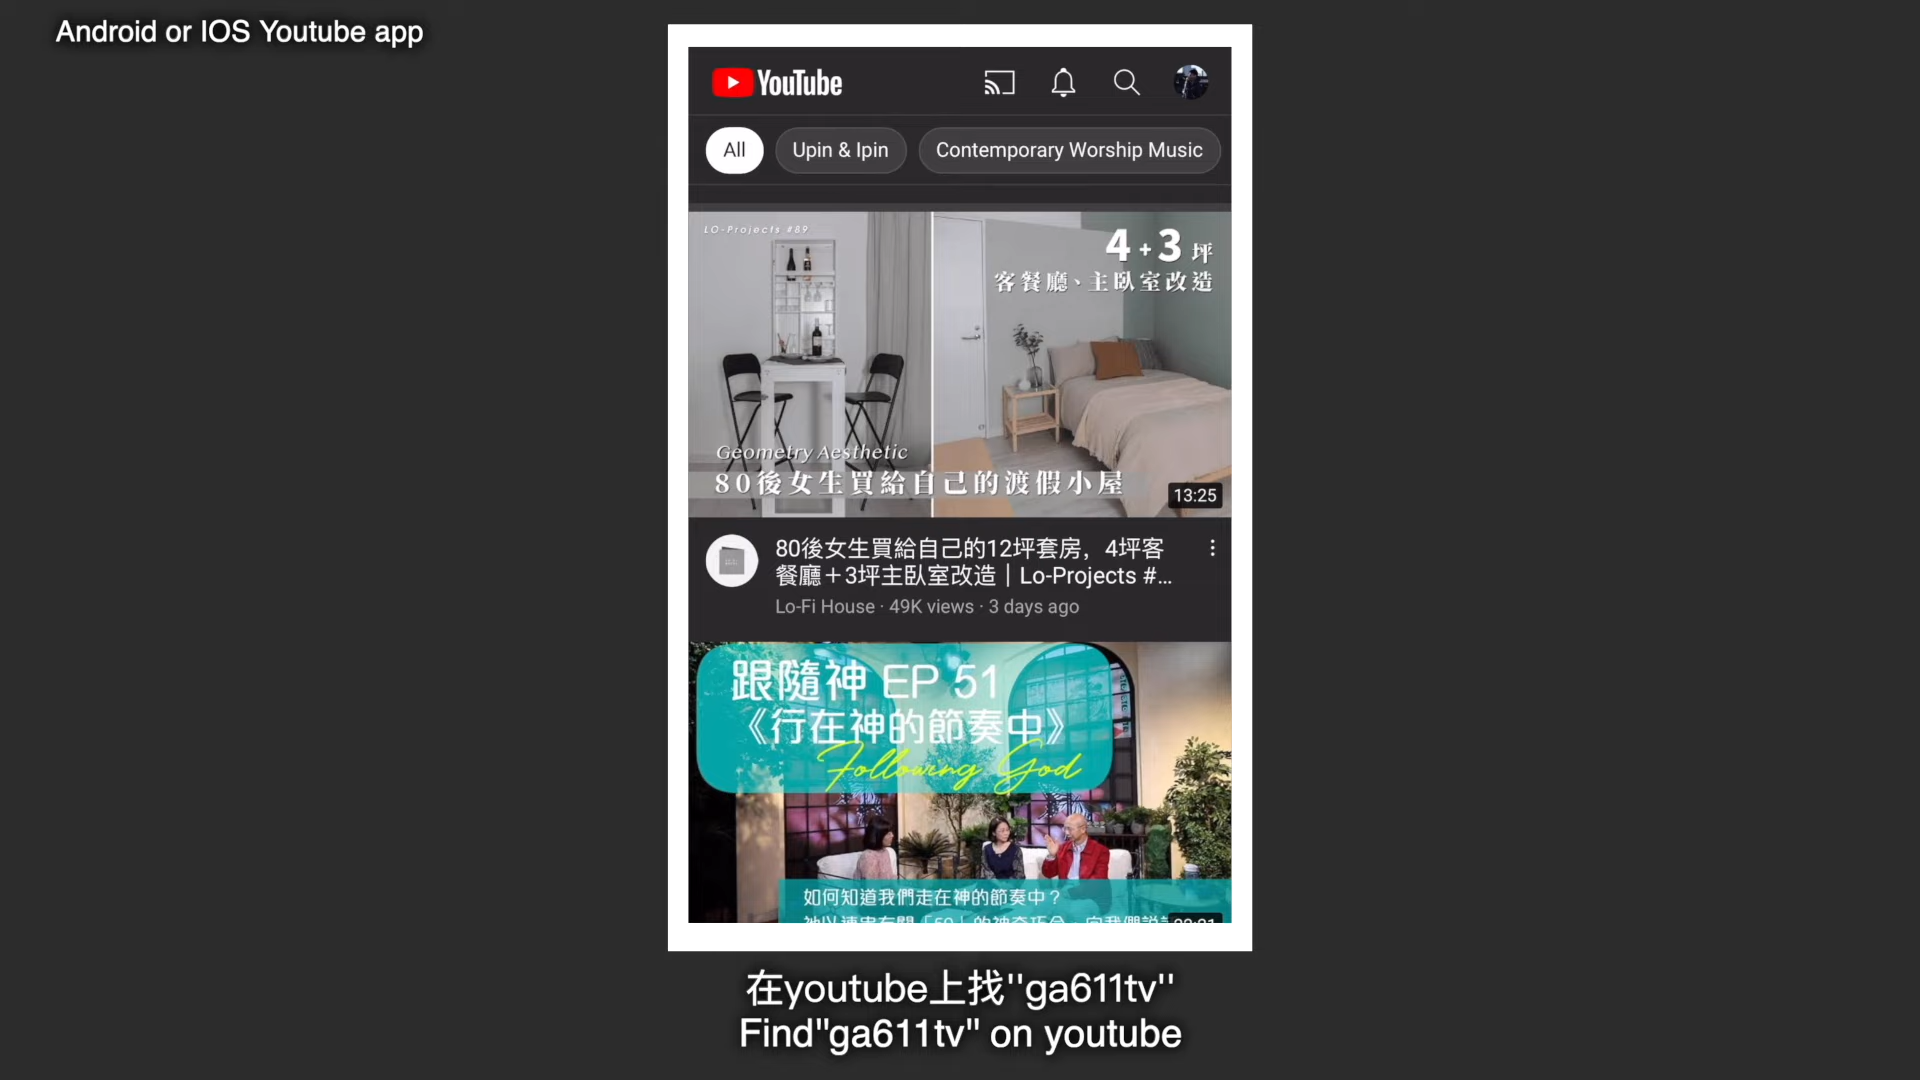 Android or IOS Youtube app
YouTube
All
Upin & Ipin
Contemporary Worship Music
LO-Projects #89
4+3 坪
客餐廳、主臥室改造
Geometry Aesthetic
80後女生買給自己的渡假小屋
13:25
80後女生買給自己的12坪套房，4坪客
餐廳＋3坪主臥室改造｜Lo-Projects #...
Lo-Fi House · 49K views · 3 days ago
跟隨神 EP 51
《行在神的節奏中》
Following God
如何知道我們走在神的節奏中？
在youtube上找''ga611tv''
Find"ga611tv" on youtube